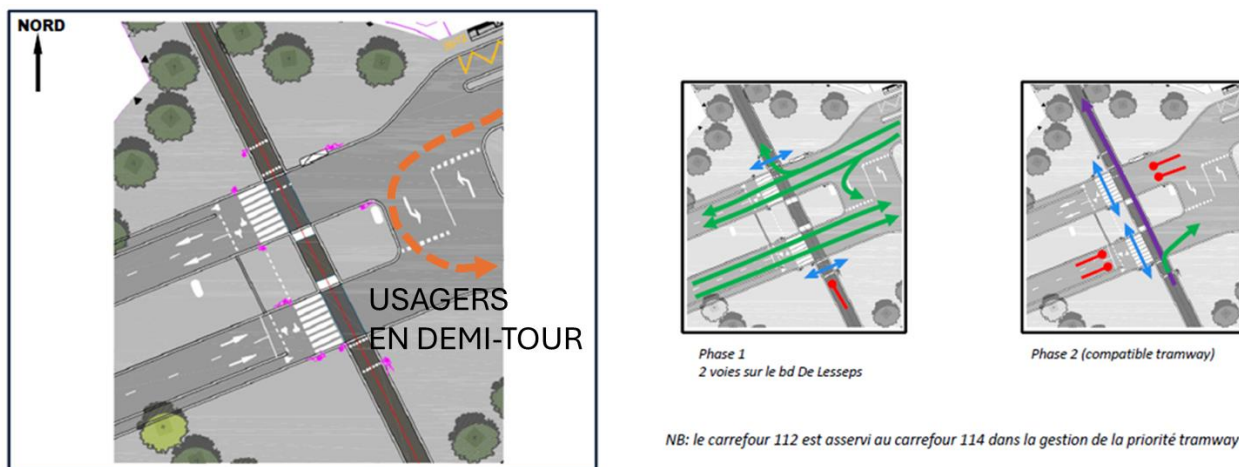 NORD
USAGERS
EN DEMI-TOUR
Phase 1
2 voies sur le bd De Lesseps
Phase 2 (compatible tramway)
NB: le carrefour 112 est asservi au carrefour 114 dans la gestion de la priorité tramway